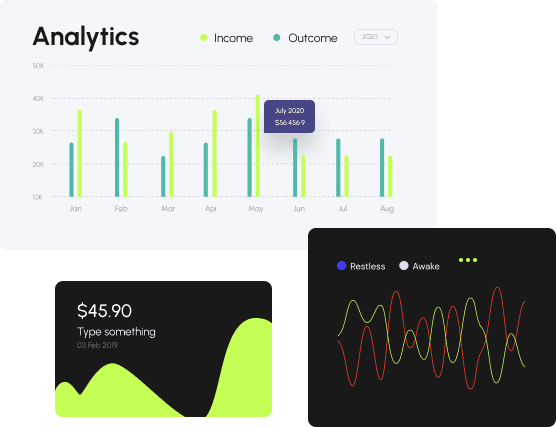 Analytics
Income
Outcome
2020
50K
40K
30K
20K
10K
July 2020
$56.456.9
Jan
Feb
Mar
Api
May
Jun
Jul
Aug
$45.90
Type something
03 Feb 2019
Restless
Awake